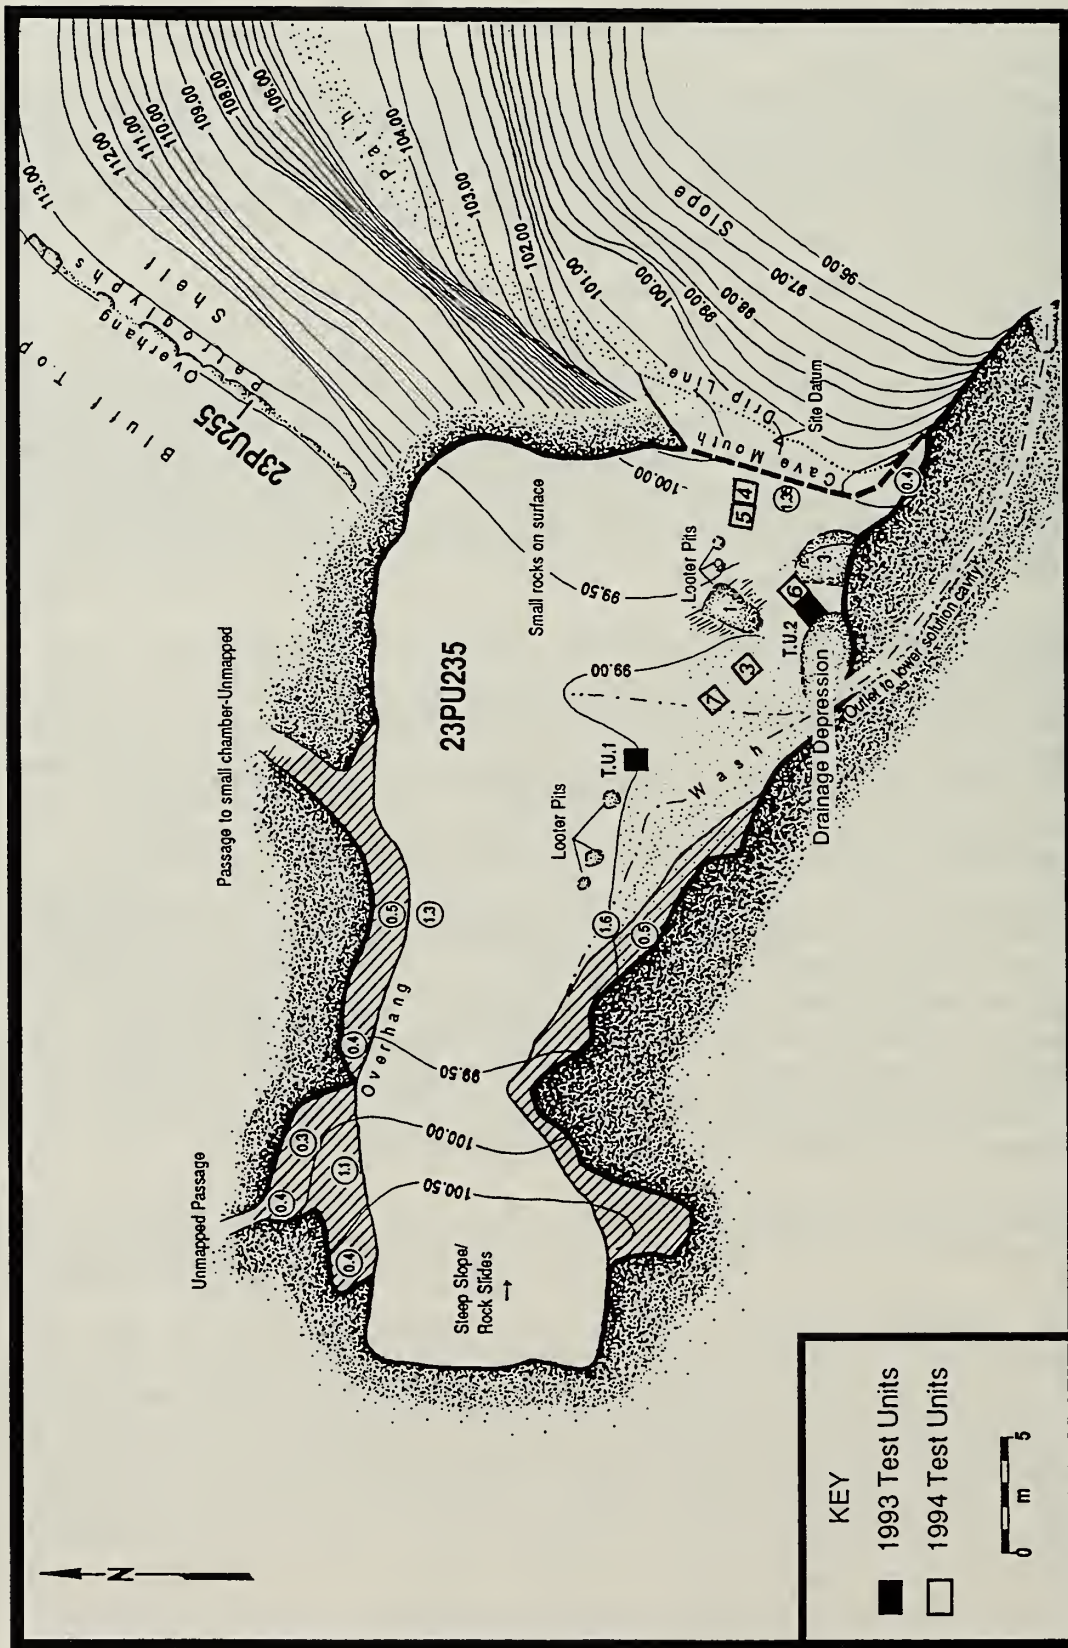 Bluff Top
23PU255
Overhang
Petroglyphs
Shelf
113.00
112.00
111.00
110.00
109.00
108.00
106.00
Path
104.00
103.00
102.00
101.00
100.00
99.00
98.00
97.00
96.00
Slope
Drip Line
Cave Mouth
Site Datum
100.00
Small rocks on surface
99.50
Looter Pits
5
4
1.35
0.4
1
3
6
T.U.2
99.00
3
Passage to small chamber-Unmapped
23PU235
T.U.1
Wash
Drainage Depression
(Outlet to lower solution cavity)
Looter Pits
0.5
1.3
1.6
0.5
Overhang
0.4
99.50
Unmapped Passage
0.3
0.4
1.1
0.4
100.00
100.50
Steep Slope/
Rock Slides
→
N
KEY
1993 Test Units
1994 Test Units
0 m 5